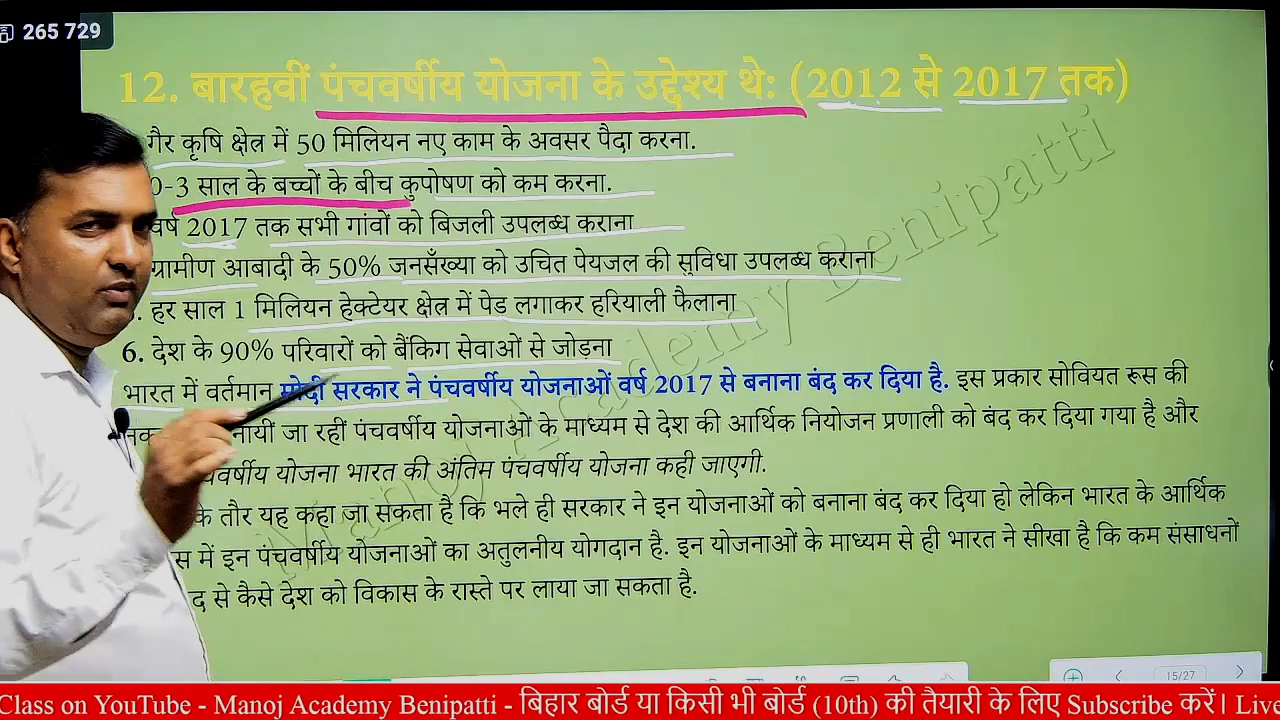 265 729
12. बारहवीं पंचवर्षीय योजना के उद्देश्य थे: (2012 से 2017 तक)
गैर कृषि क्षेत्र में 50 मिलियन नए काम के अवसर पैदा करना.
0-3 साल के बच्चों के बीच कुपोषण को कम करना.
वर्ष 2017 तक सभी गांवों को बिजली उपलब्ध कराना
ग्रामीण आबादी के 50% जनसँख्या को उचित पेयजल की सुविधा उपलब्ध कराना
हर साल 1 मिलियन हेक्टेयर क्षेत्र में पेड़ लगाकर हरियाली फैलाना
6. देश के 90% परिवारों को बैंकिग सेवाओं से जोड़ना
भारत में वर्तमान मोदी सरकार ने पंचवर्षीय योजनाओं वर्ष 2017 से बनाना बंद कर दिया है. इस प्रकार सोवियत रूस की
जा रहीं पंचवर्षीय योजनाओं के माध्यम से देश की आर्थिक नियोजन प्रणाली को बंद कर दिया गया है और
योजना भारत की अंतिम पंचवर्षीय योजना कही जाएगी.
के तौर यह कहा जा सकता है कि भले ही सरकार ने इन योजनाओं को बनाना बंद कर दिया हो लेकिन भारत के आर्थिक
में इन पंचवर्षीय योजनाओं का अतुलनीय योगदान है. इन योजनाओं के माध्यम से ही भारत ने सीखा है कि कम संसाधनों
से कैसे देश को विकास के रास्ते पर लाया जा सकता है.
Manoj Academy Benipatti
15/27
Class on YouTube - Manoj Academy Benipatti - बिहार बोर्ड या किसी भी बोर्ड (10th) की तैयारी के लिए Subscribe करें। Live